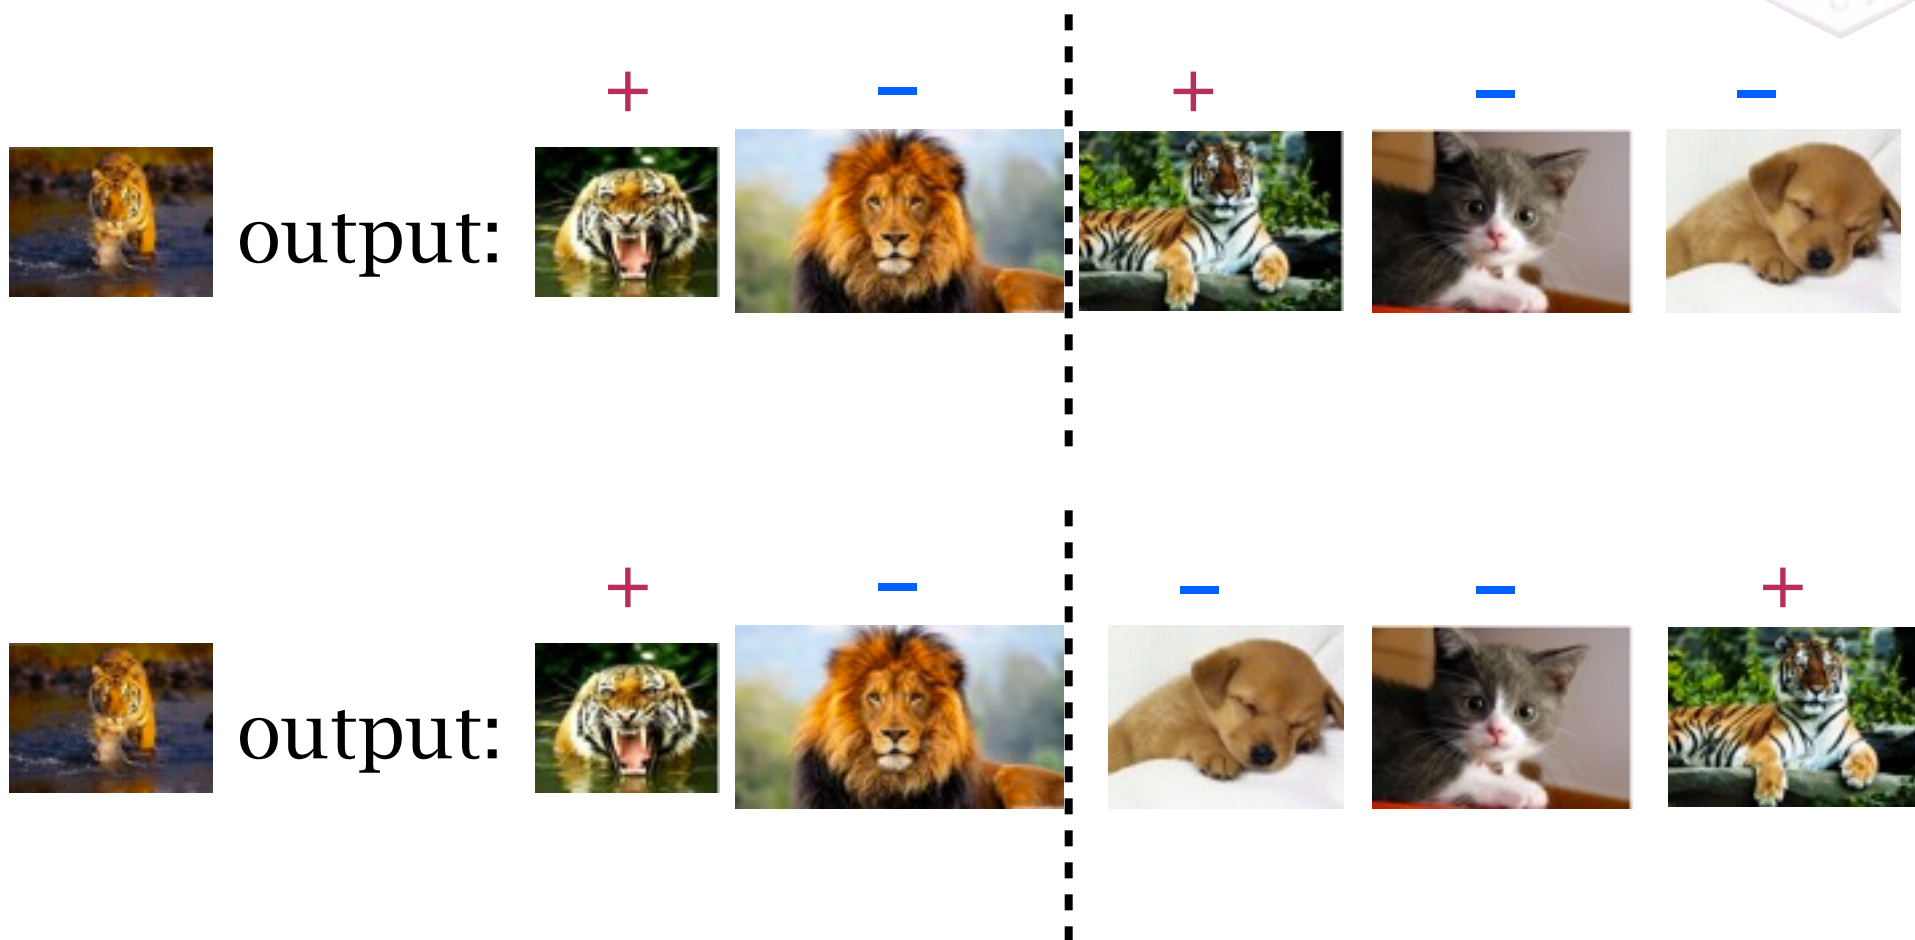 + − + − −
output:
+ − − − +
output: